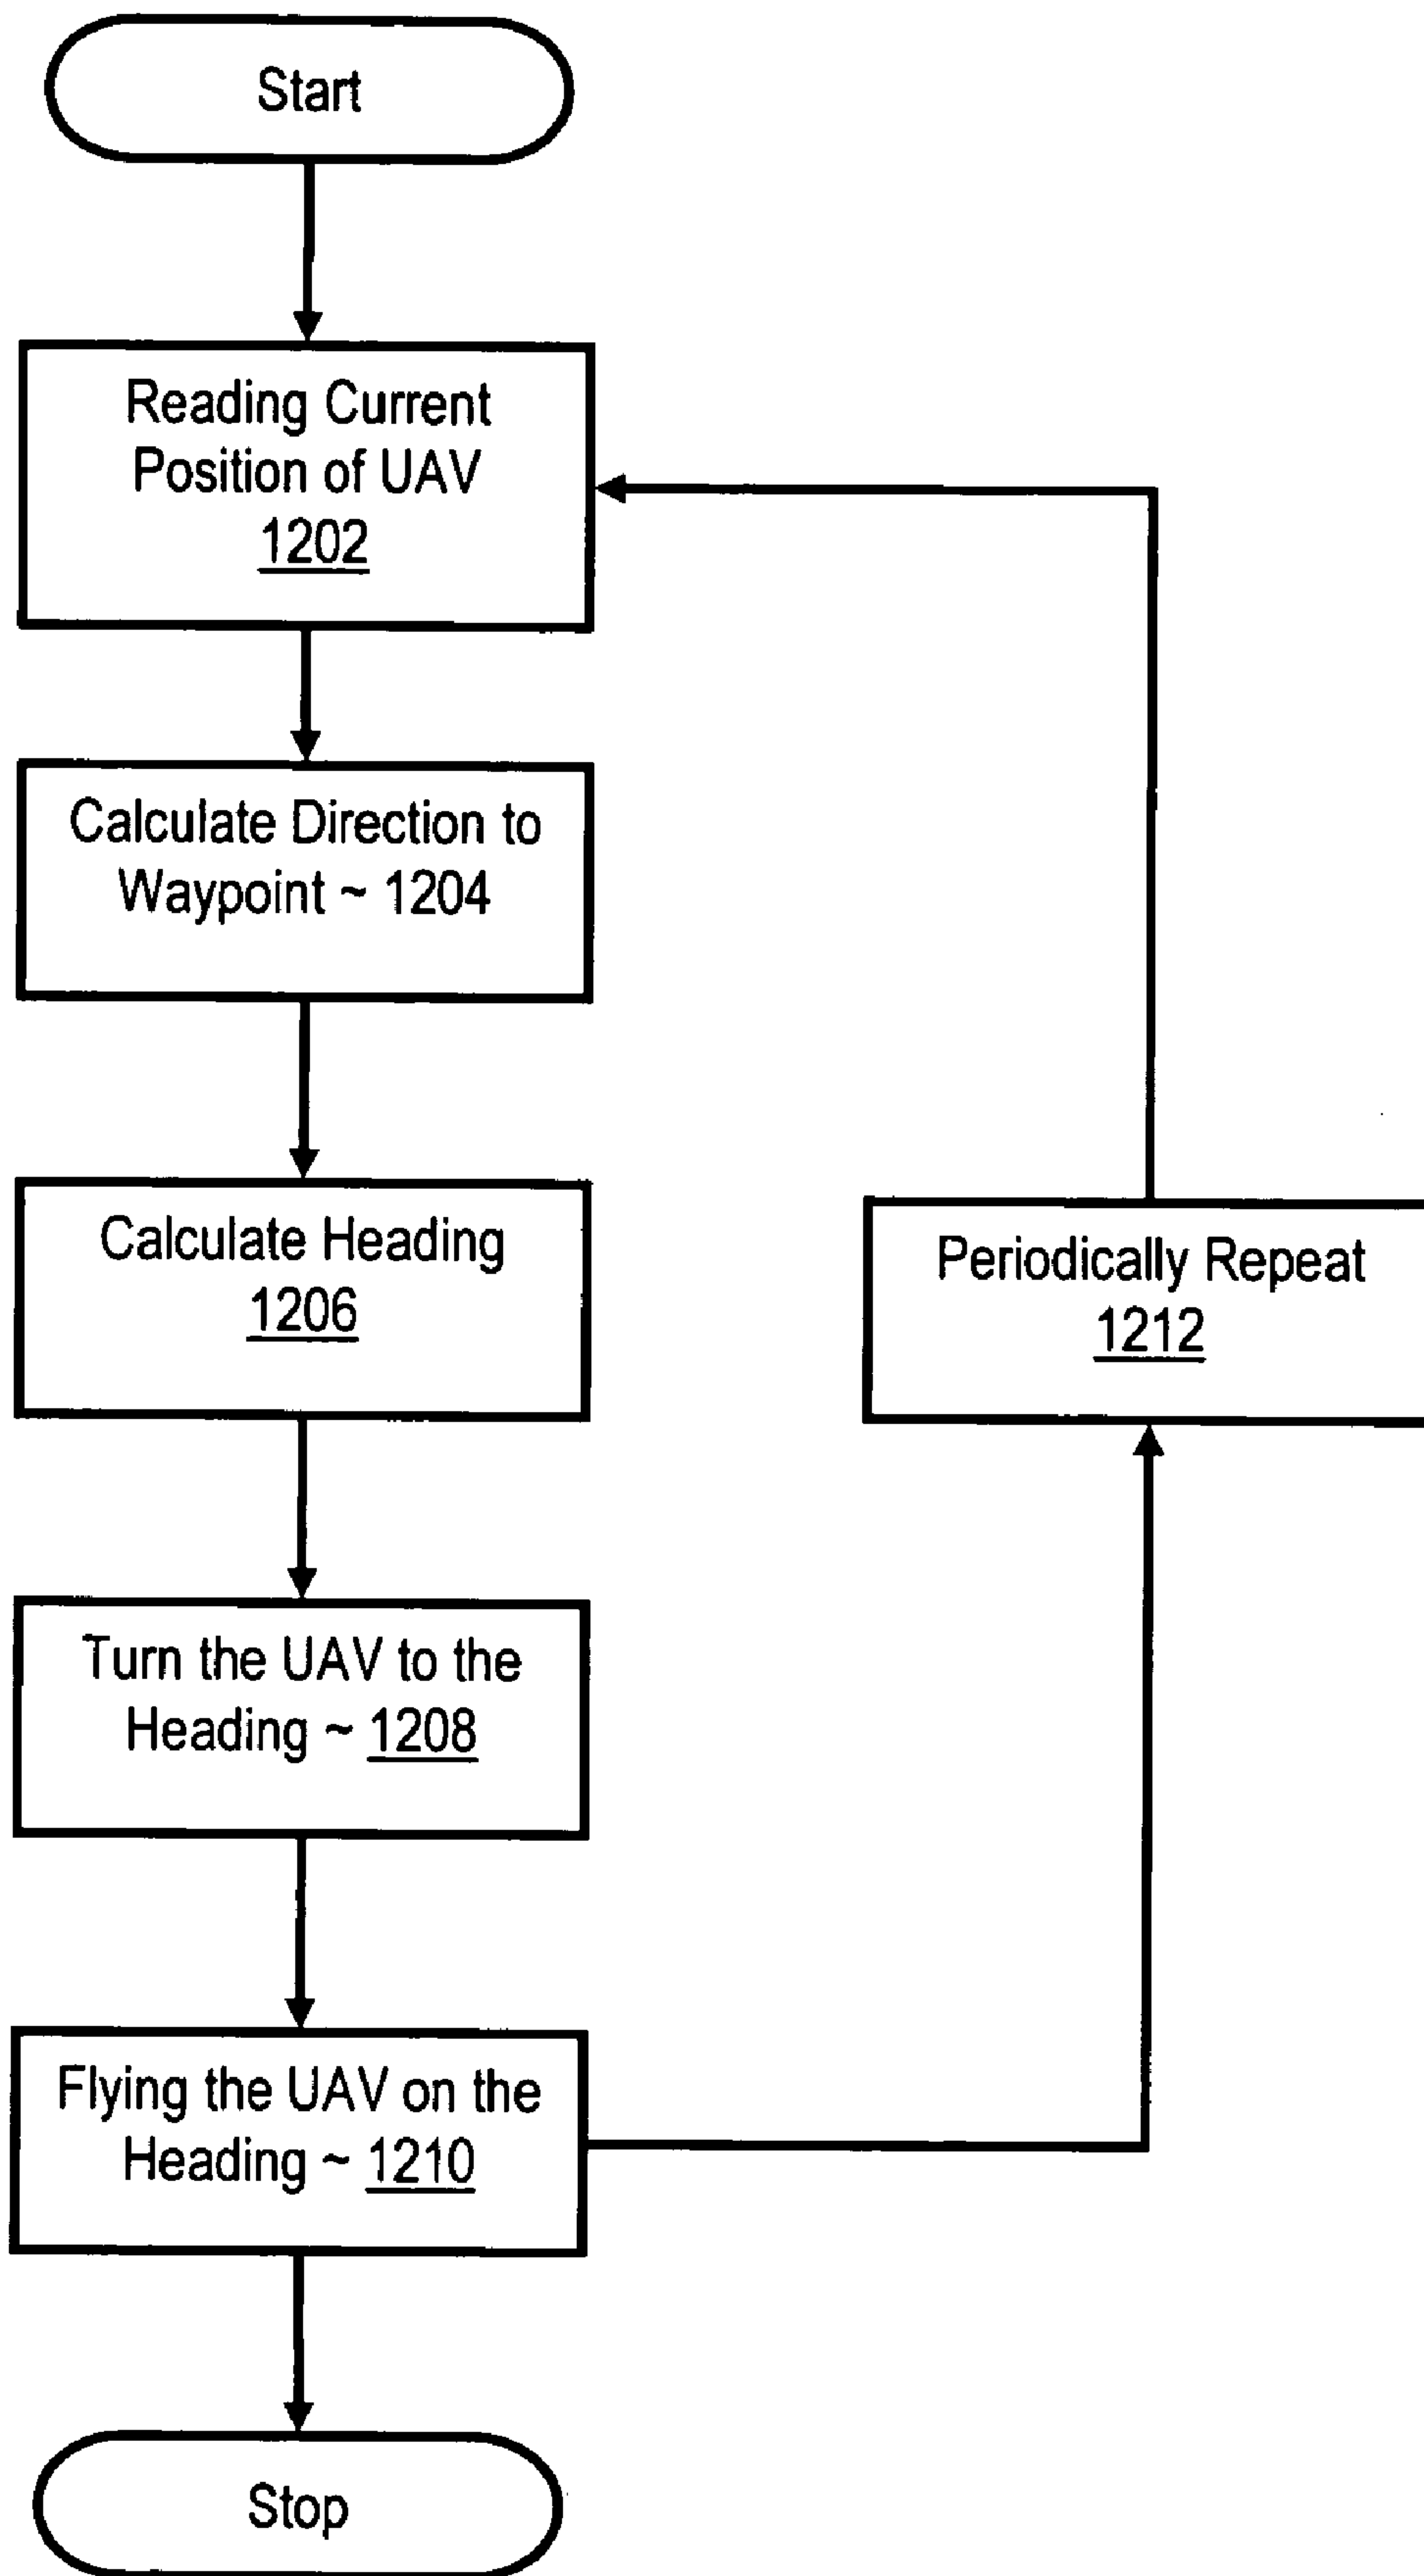 Start
Reading Current
Position of UAV
1202
Calculate Direction to
Waypoint ~ 1204
Calculate Heading
1206
Periodically Repeat
1212
Turn the UAV to the
Heading ~ 1208
Flying the UAV on the
Heading ~ 1210
Stop